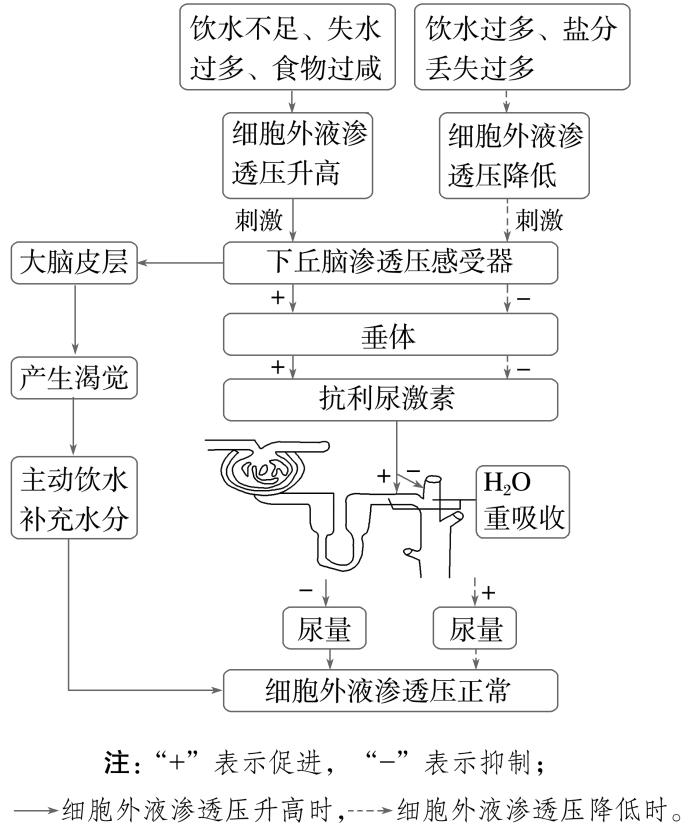 饮水不足、失水
过多、食物过咸
饮水过多、盐分
丢失过多
细胞外液渗
透压升高
细胞外液渗
透压降低
刺激
刺激
大脑皮层
下丘脑渗透压感受器
+
−
垂体
产生渴觉
+
−
抗利尿激素
主动饮水
补充水分
+
−
H₂O
重吸收
−
+
尿量
尿量
细胞外液渗透压正常
注：“+”表示促进，“−”表示抑制；
细胞外液渗透压升高时，细胞外液渗透压降低时。